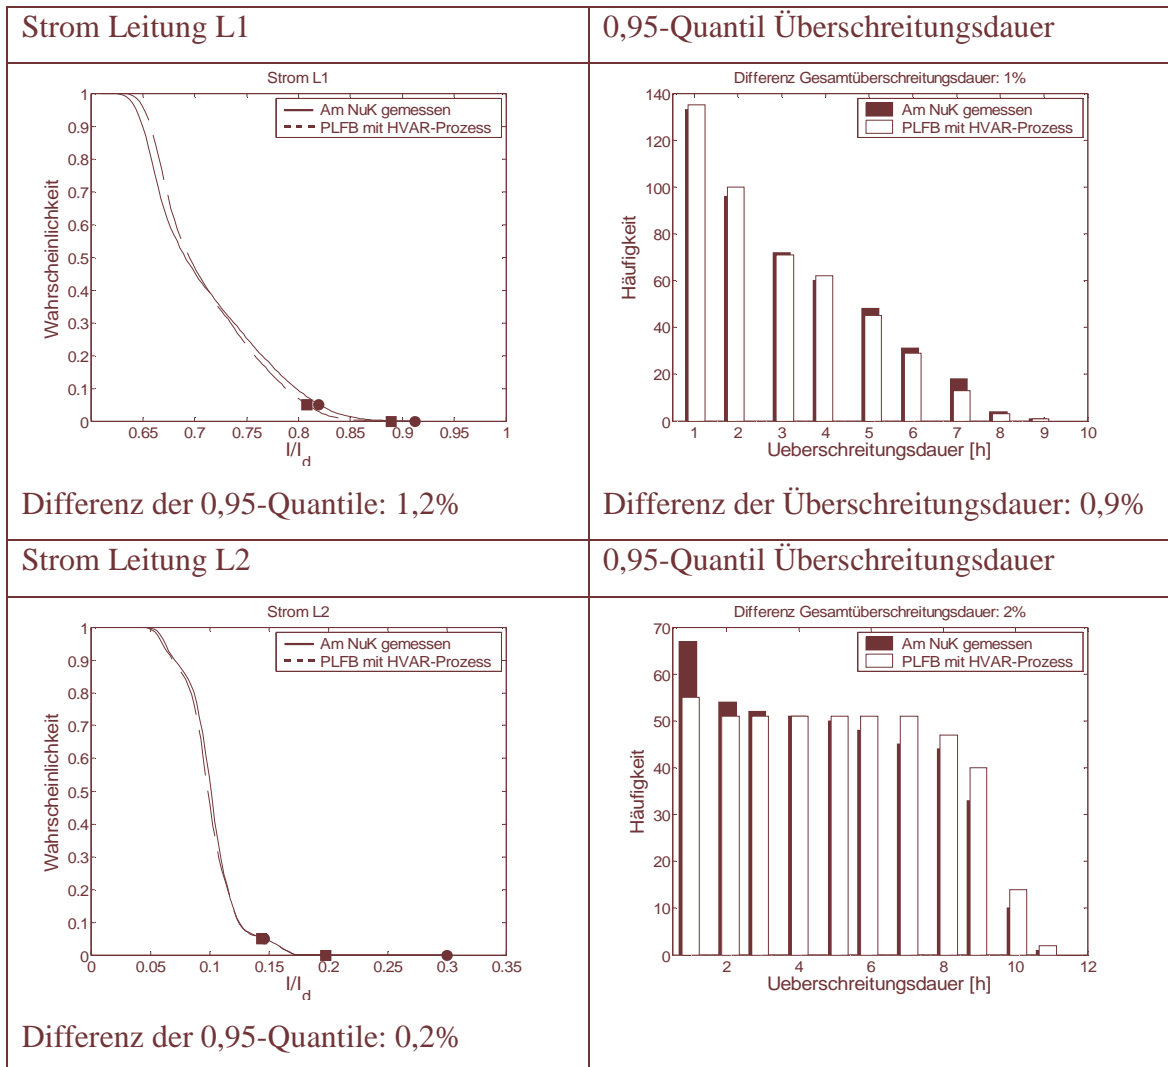 Strom Leitung L1
0,95-Quantil Überschreitungsdauer
Strom L1
1
0.9
0.8
0.7
0.6
0.5
0.4
0.3
0.2
0.1
0
Wahrscheinlichkeit
Am NuK gemessen
PLFB mit HVAR-Prozess
0.65 0.7 0.75 0.8 0.85 0.9 0.95 1
I/I_d
Differenz der 0,95-Quantile: 1,2%
Differenz Gesamtüberschreitungsdauer: 1%
140
120
100
80
60
40
20
0
Häufigkeit
Am NuK gemessen
PLFB mit HVAR-Prozess
1 2 3 4 5 6 7 8 9 10
Ueberschreitungsdauer [h]
Differenz der Überschreitungsdauer: 0,9%
Strom Leitung L2
0,95-Quantil Überschreitungsdauer
Strom L2
1
0.9
0.8
0.7
0.6
0.5
0.4
0.3
0.2
0.1
0
Wahrscheinlichkeit
Am NuK gemessen
PLFB mit HVAR-Prozess
0 0.05 0.1 0.15 0.2 0.25 0.3 0.35
I/I_d
Differenz der 0,95-Quantile: 0,2%
Differenz Gesamtüberschreitungsdauer: 2%
70
60
50
40
30
20
10
0
Häufigkeit
Am NuK gemessen
PLFB mit HVAR-Prozess
2 4 6 8 10 12
Ueberschreitungsdauer [h]